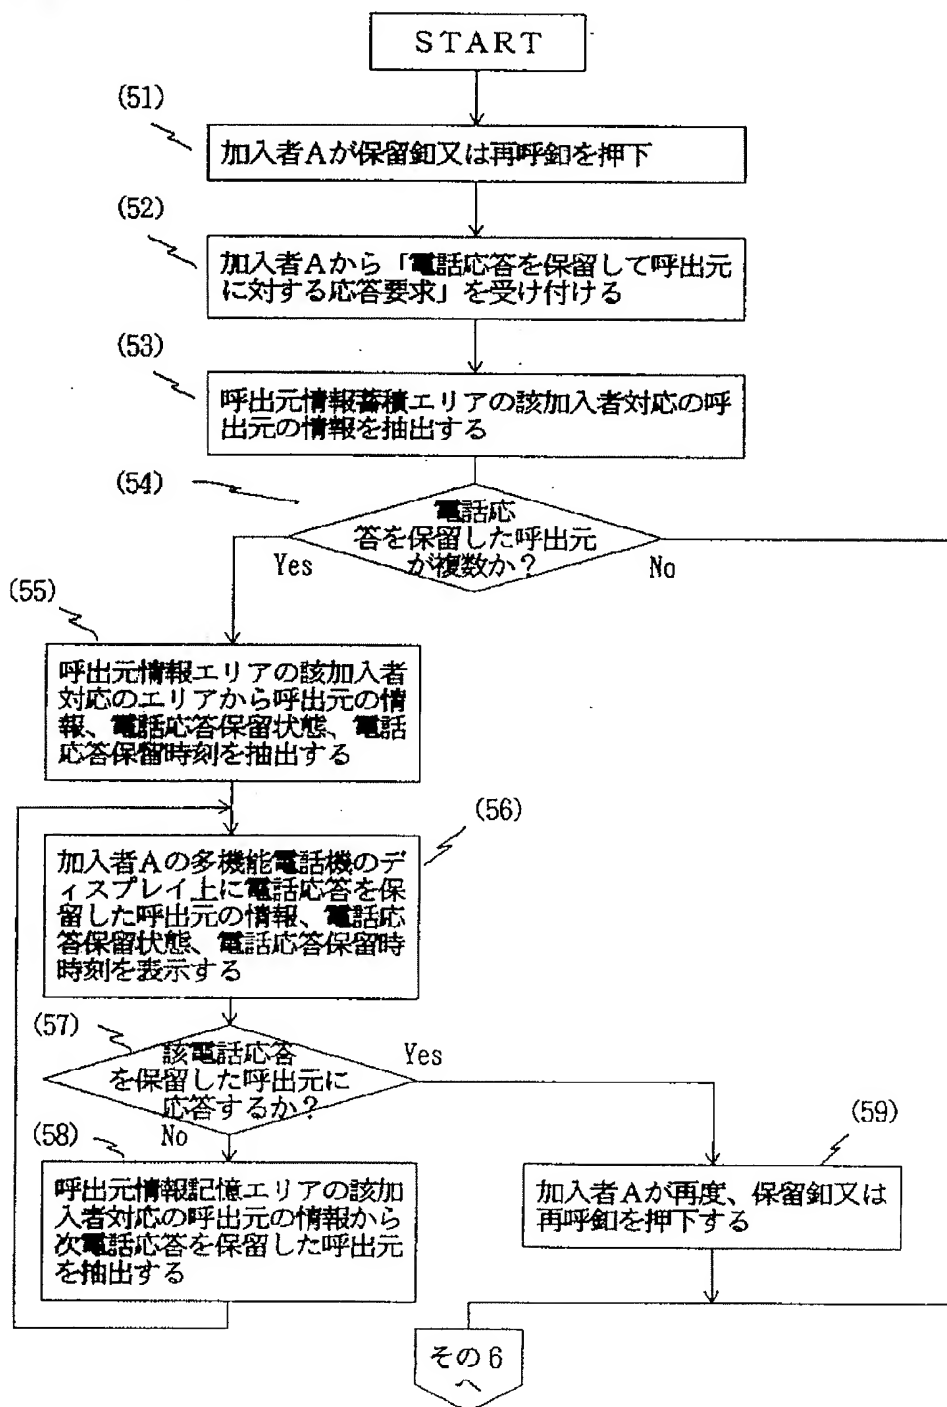 START
(51)
加入者Aが保留釦又は再呼釦を押下
(52)
加入者Aから「電話応答を保留して呼出元
に対する応答要求」を受け付ける
(53)
呼出元情報蓄積エリアの該加入者対応の呼
出元の情報を抽出する
(54)
電話応
答を保留した呼出元
が複数か?
Yes
No
(55)
呼出元情報エリアの該加入者
対応のエリアから呼出元の情
報、電話応答保留状態、電話
応答保留時刻を抽出する
(56)
加入者Aの多機能電話機のデ
ィスプレイ上に電話応答を保
留した呼出元の情報、電話応
答保留状態、電話応答保留時
時刻を表示する
(57)
該電話応答
を保留した呼出元に
応答するか?
Yes
No
(58)
呼出元情報記憶エリアの該加
入者対応の呼出元の情報から
次電話応答を保留した呼出元
を抽出する
(59)
加入者Aが再度、保留釦又は
再呼釦を押下する
その6
へ